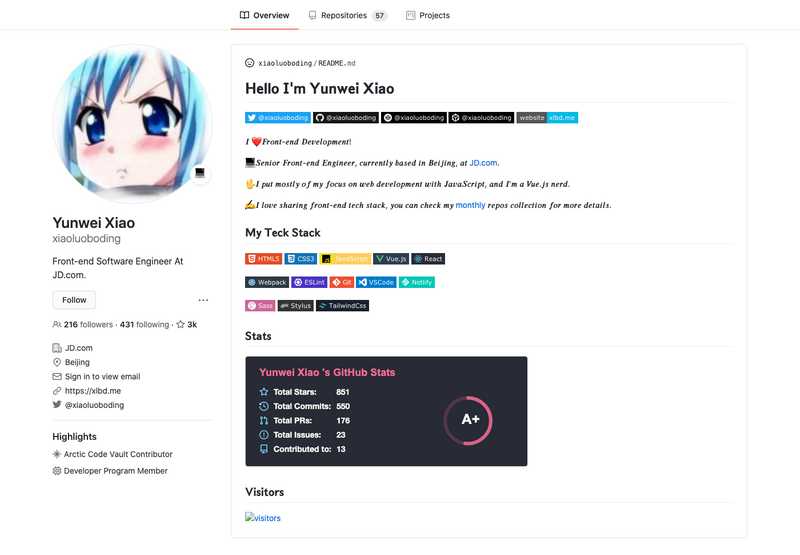 Overview Repositories 57 Projects
xiaoluoboding/README.md
Hello I'm Yunwei Xiao
@xiaoluoboding @xiaoluoboding @xiaoluoboding @xiaoluoboding website xlbd.me
I ❤️Front-end Development!
💻Senior Front-end Engineer, currently based in Beijing, at JD.com.
🖖I put mostly of my focus on web development with JavaScript, and I'm a Vue.js nerd.
✍️I love sharing front-end tech stack, you can check my monthly repos collection for more details.
My Teck Stack
HTML5 CSS3 JavaScript Vue.js React
Webpack ESLint Git VSCode Netlify
Sass Stylus TailwindCss
Stats
Yunwei Xiao 's GitHub Stats
Total Stars: 851
Total Commits: 550
Total PRs: 176
Total Issues: 23
Contributed to: 13
A+
Visitors
visitors
Yunwei Xiao
xiaoluoboding
Front-end Software Engineer At
JD.com.
Follow ...
216 followers · 431 following · 3k
JD.com
Beijing
Sign in to view email
https://xlbd.me
@xiaoluoboding
Highlights
Arctic Code Vault Contributor
Developer Program Member